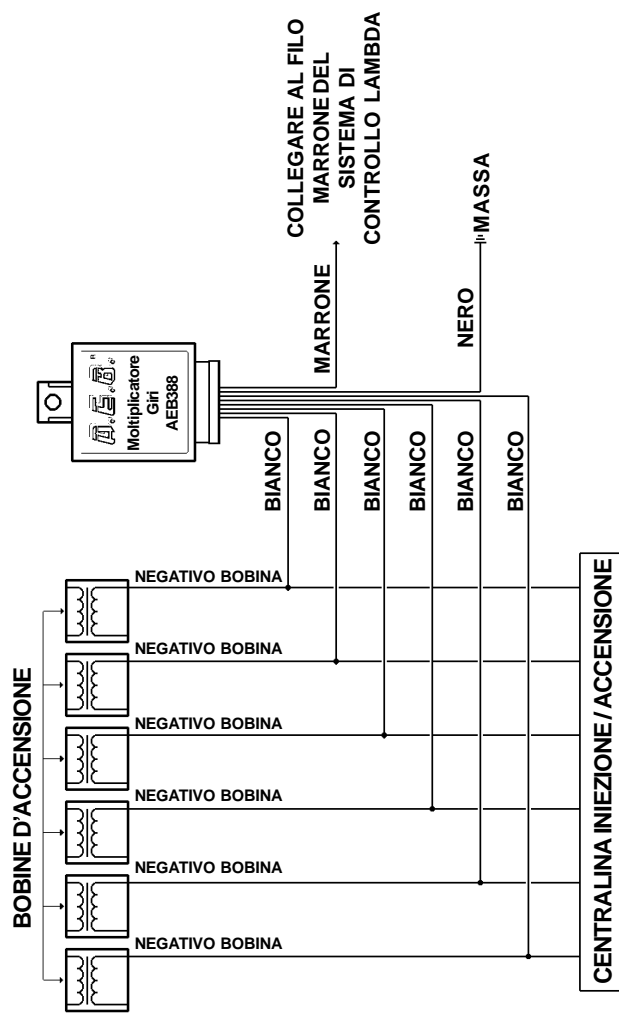 BOBINE D'ACCENSIONE
NEGATIVO BOBINA
NEGATIVO BOBINA
NEGATIVO BOBINA
NEGATIVO BOBINA
NEGATIVO BOBINA
NEGATIVO BOBINA
A.E.B.®
Moltiplicatore
Giri
AEB388
BIANCO
BIANCO
BIANCO
BIANCO
BIANCO
BIANCO
MARRONE
COLLEGARE AL FILO
MARRONE DEL
SISTEMA DI
CONTROLLO LAMBDA
NERO
MASSA
CENTRALINA INIEZIONE / ACCENSIONE